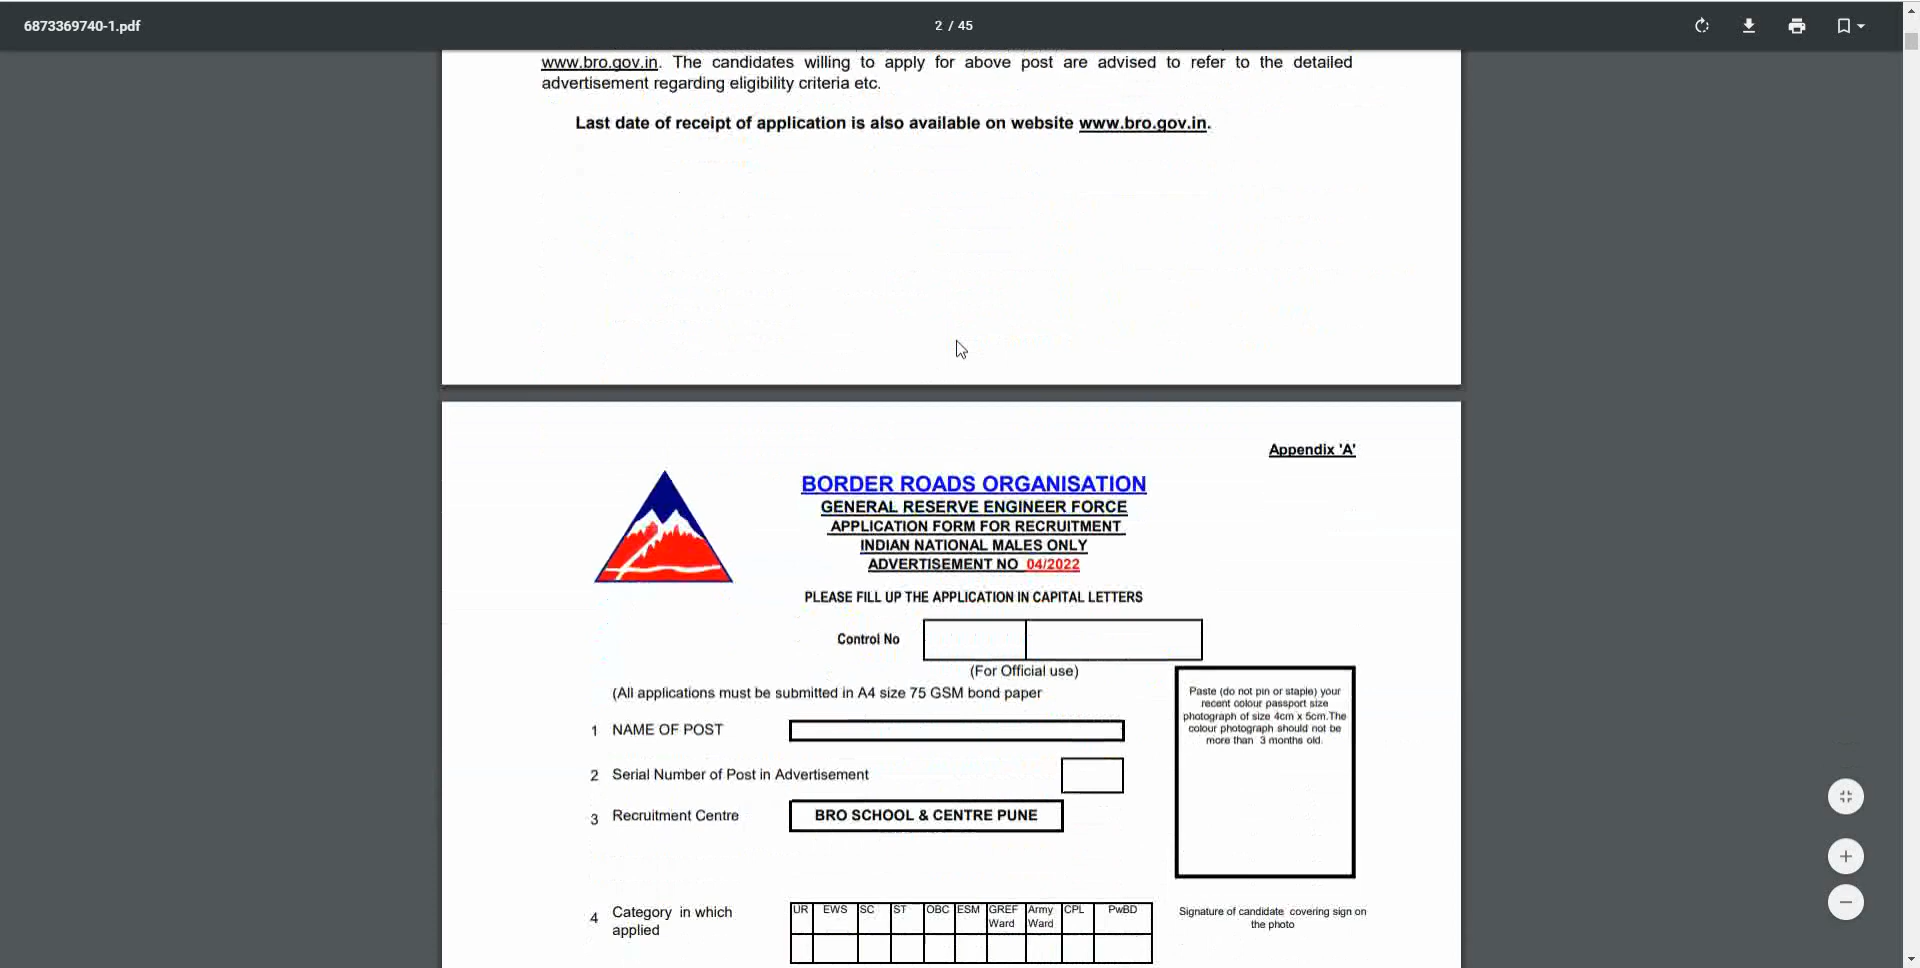 6873369740-1.pdf
2 / 45
www.bro.gov.in. The candidates willing to apply for above post are advised to refer to the detailed
advertisement regarding eligibility criteria etc.
Last date of receipt of application is also available on website www.bro.gov.in.
Appendix 'A'
BORDER ROADS ORGANISATION
GENERAL RESERVE ENGINEER FORCE
APPLICATION FORM FOR RECRUITMENT
INDIAN NATIONAL MALES ONLY
ADVERTISEMENT NO 04/2022
PLEASE FILL UP THE APPLICATION IN CAPITAL LETTERS
Control No
(For Official use)
(All applications must be submitted in A4 size 75 GSM bond paper
Paste (do not pin or staple) your
recent colour passport size
photograph of size 4cm x 5cm.The
colour photograph should not be
more than 3 months old.
1 NAME OF POST
2 Serial Number of Post in Advertisement
3 Recruitment Centre BRO SCHOOL & CENTRE PUNE
4 Category in which
applied
UR EWS SC ST OBC ESM GREF Ward Army Ward CPL PwBD
Signature of candidate covering sign on
the photo